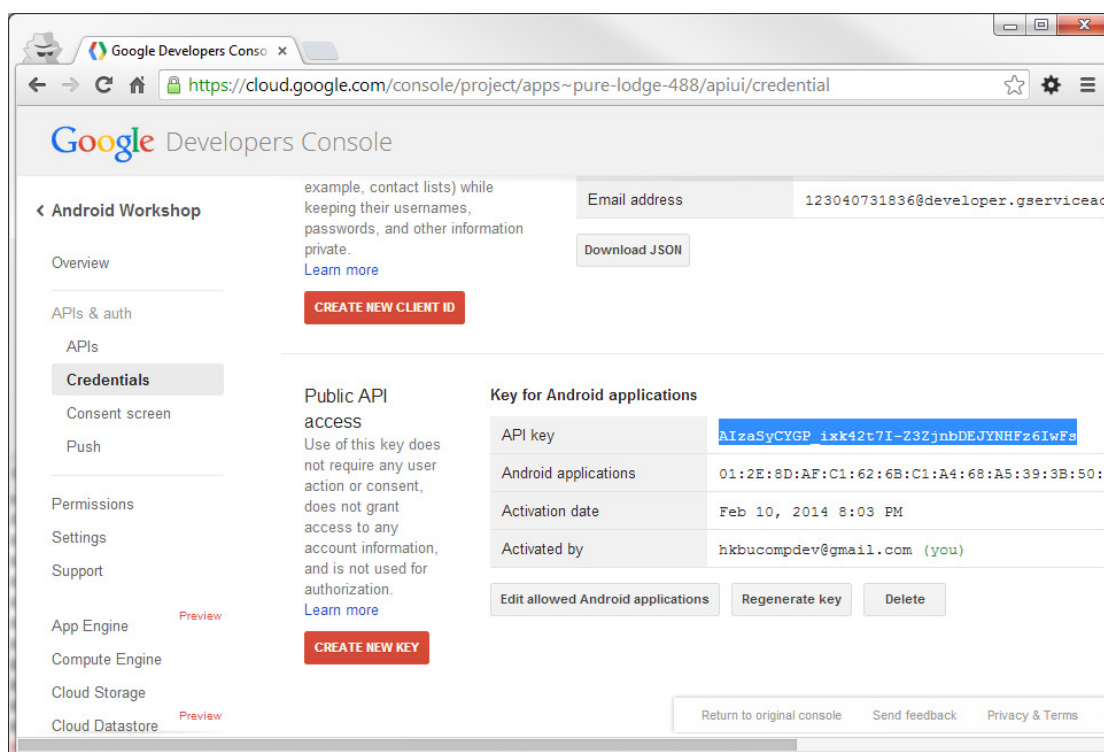 Google Developers Conso
https://cloud.google.com/console/project/apps~pure-lodge-488/apiui/credential
Google Developers Console
Android Workshop
Overview
APIs & auth
APIs
Credentials
Consent screen
Push
Permissions
Settings
Support
App Engine Preview
Compute Engine
Cloud Storage
Cloud Datastore Preview
example, contact lists) while
keeping their usernames,
passwords, and other information
private.
Learn more
CREATE NEW CLIENT ID
Email address 123040731836@developer.gserviceac
Download JSON
Public API
access
Use of this key does
not require any user
action or consent,
does not grant
access to any
account information,
and is not used for
authorization.
Learn more
CREATE NEW KEY
Key for Android applications
API key AIzaSyCYGP_ixk42t7I-Z3ZjnbDEJYNHFz6IwFs
Android applications 01:2E:8D:AF:C1:62:6B:C1:A4:68:A5:39:3B:50:
Activation date Feb 10, 2014 8:03 PM
Activated by hkbucompdev@gmail.com (you)
Edit allowed Android applications Regenerate key Delete
Return to original console Send feedback Privacy & Terms